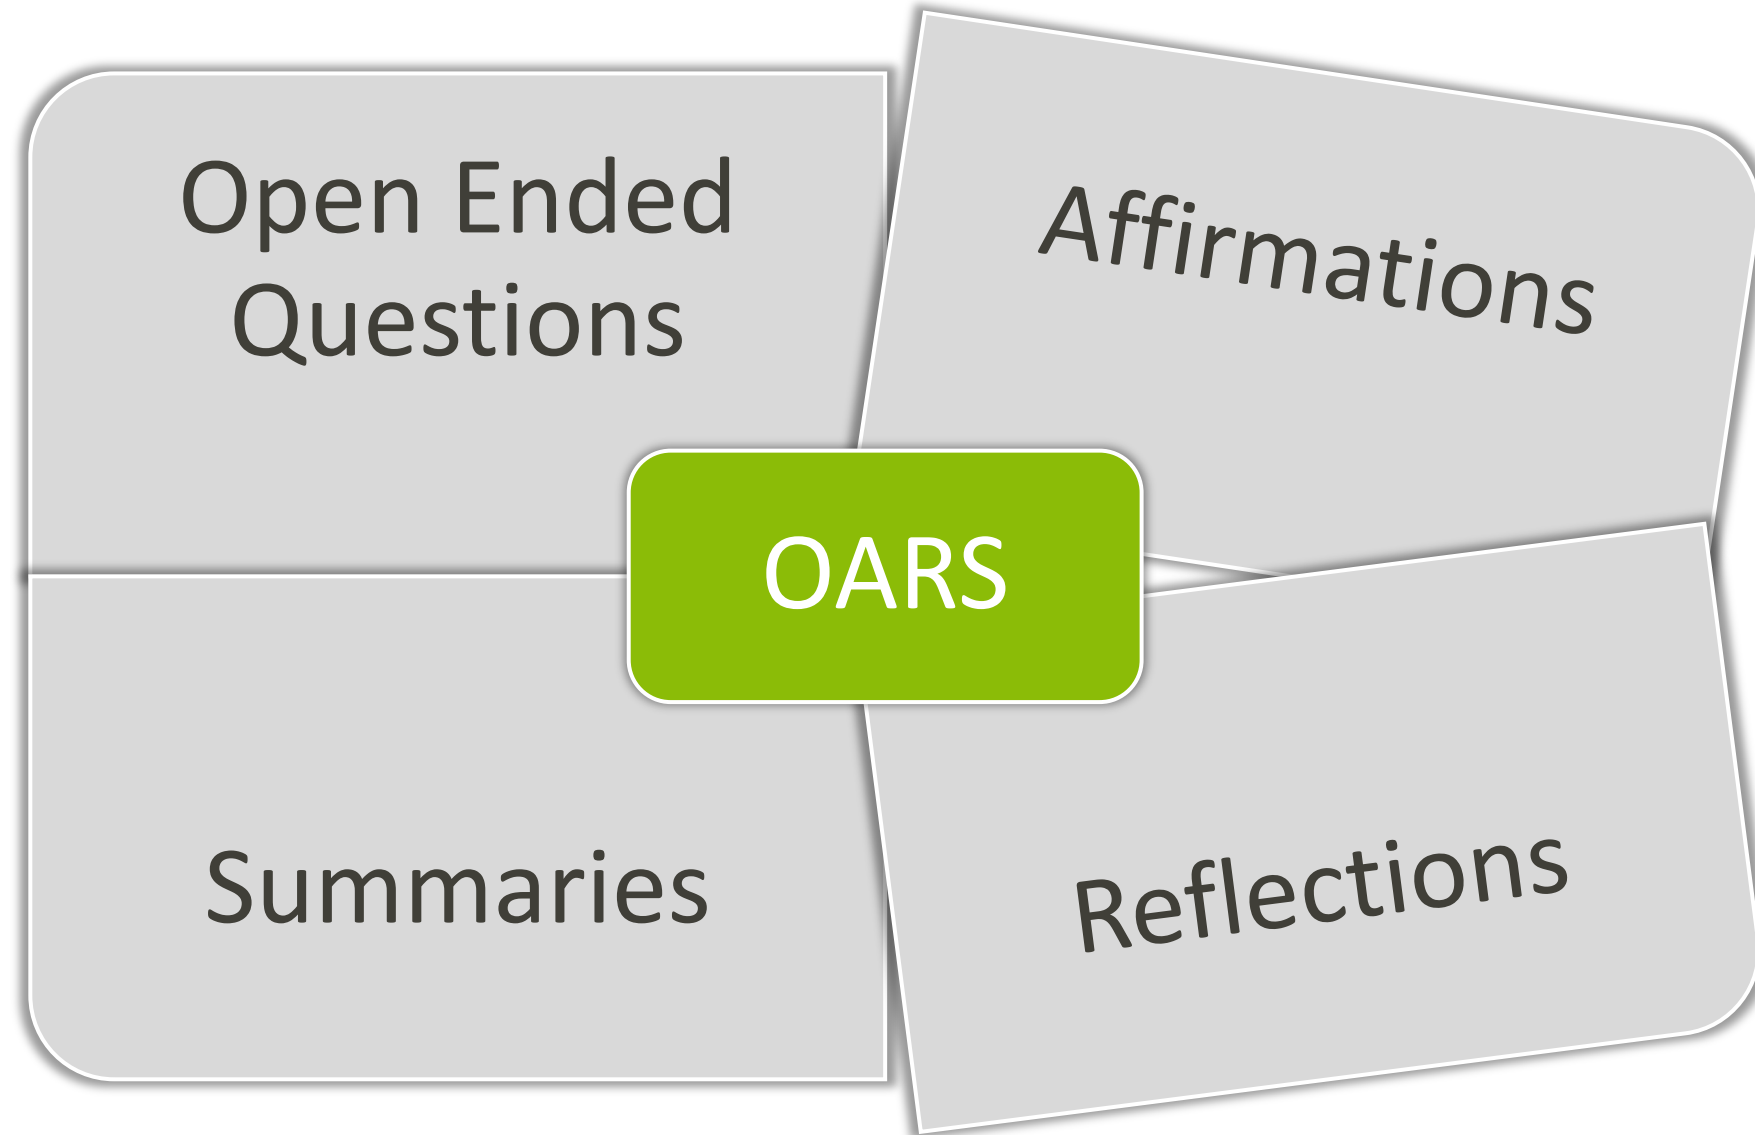 Open Ended
Questions
Affirmations
OARS
Summaries
Reflections